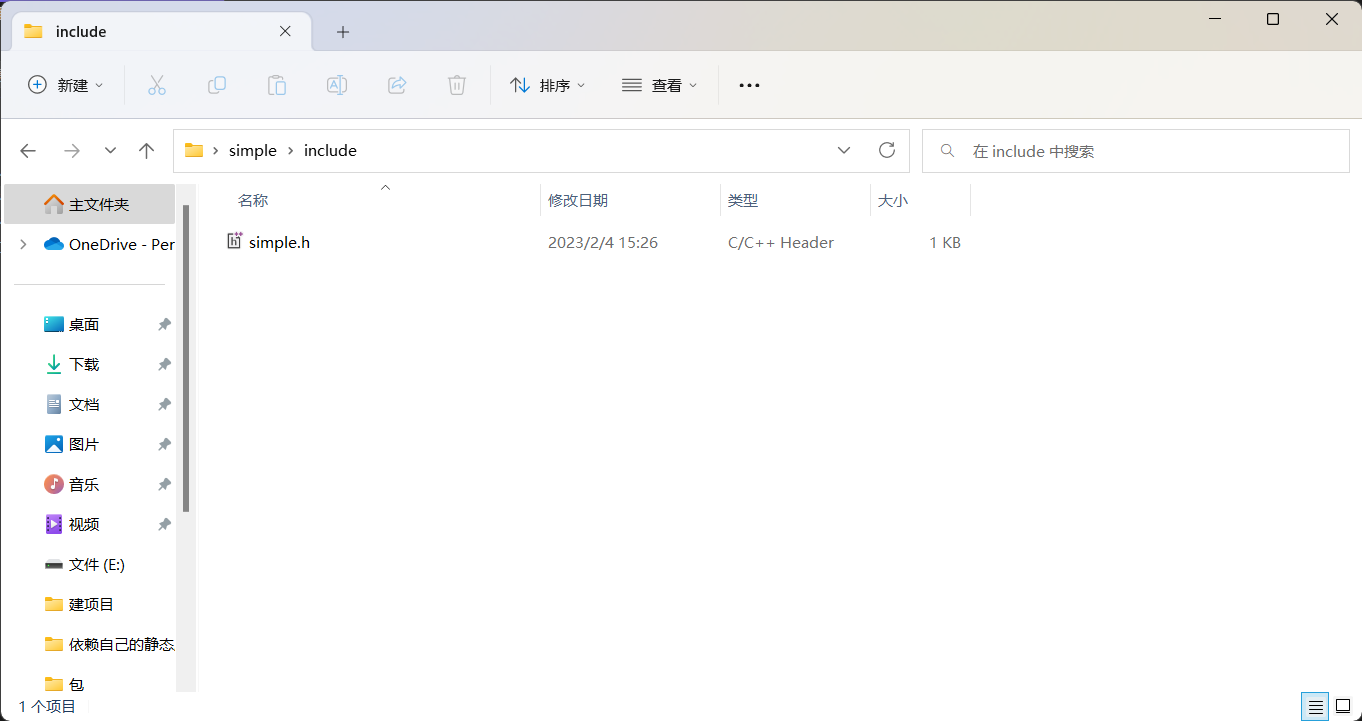 include
新建
排序
查看
simple
include
在 include 中搜索
主文件夹
OneDrive - Per
桌面
下载
文档
图片
音乐
视频
文件 (E:)
建项目
依赖自己的静态
包
名称
修改日期
类型
大小
simple.h
2023/2/4 15:26
C/C++ Header
1 KB
1 个项目